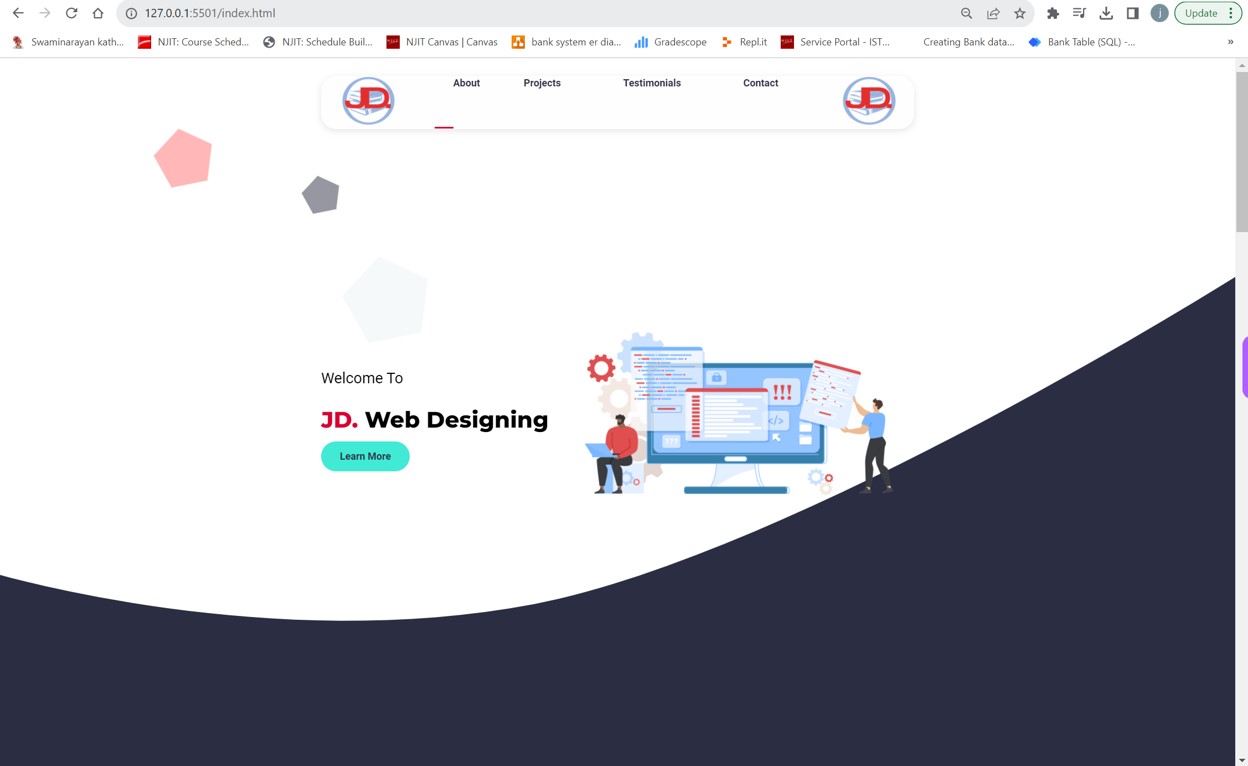 127.0.0.1:5501/index.html
j
Update
Swaminarayan kath...
NJIT: Course Sched...
NJIT: Schedule Buil...
NJIT Canvas | Canvas
bank system er dia...
Gradescope
Repl.it
Service Portal - IST...
Creating Bank data...
Bank Table (SQL) -...
»
JD.
About
Projects
Testimonials
Contact
JD.
Welcome To
JD. Web Designing
Learn More
!!!
</>
???